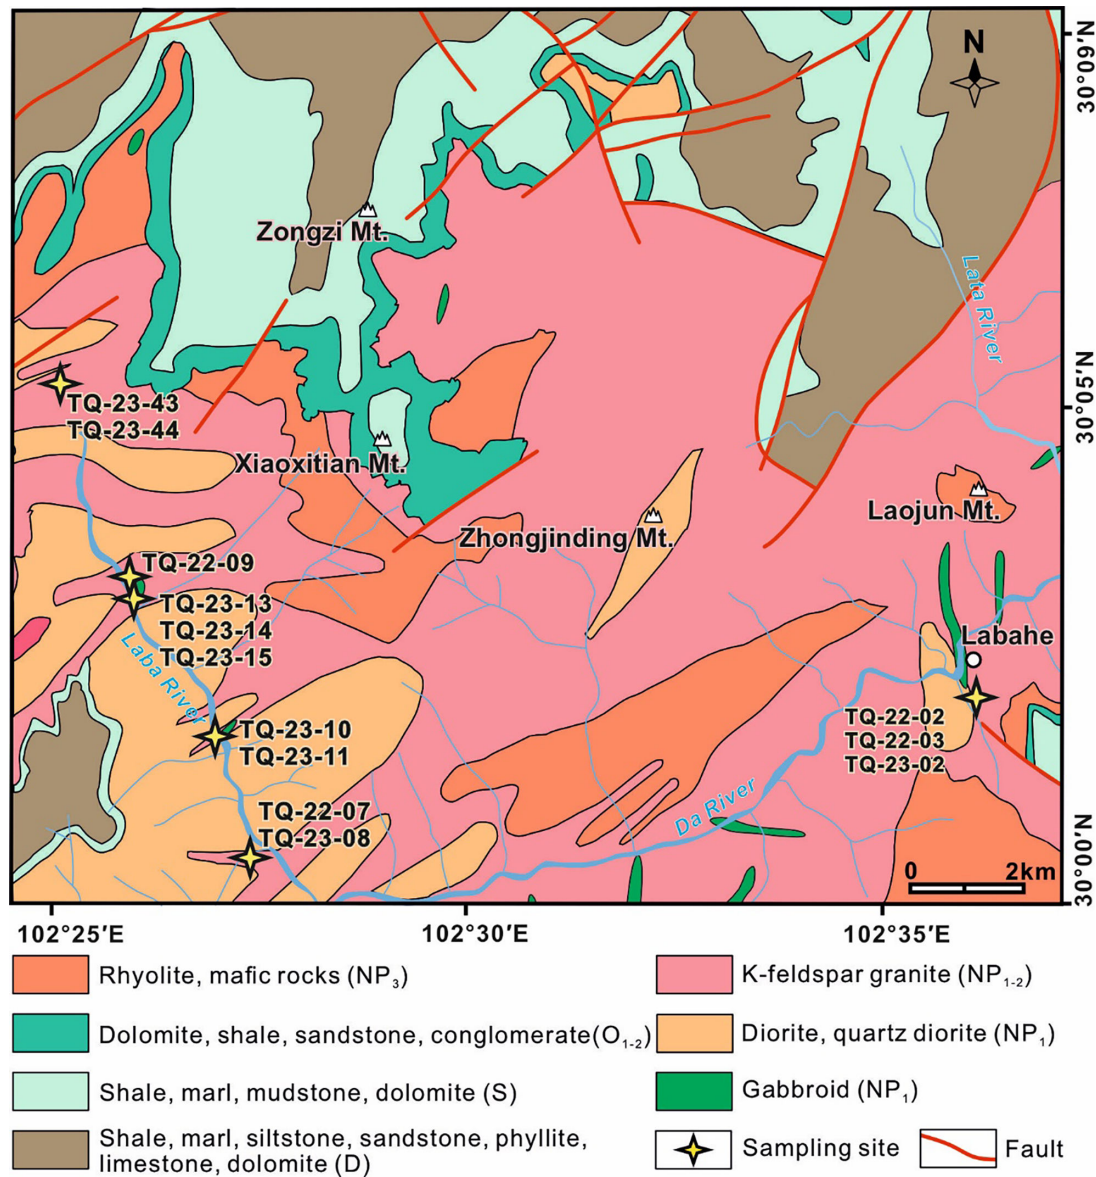 N
30°09′N
Zongzi Mt.
Lata River
TQ-23-43
TQ-23-44
30°05′N
Xiaoxitian Mt.
Laojun Mt.
Zhongjinding Mt.
TQ-22-09
TQ-23-13
TQ-23-14
TQ-23-15
Laba River
Labahe
TQ-23-10
TQ-23-11
TQ-22-02
TQ-22-03
TQ-23-02
TQ-22-07
TQ-23-08
Da River
0 2km
30°00′N
102°25′E 102°30′E 102°35′E
Rhyolite, mafic rocks (NP₃)
K-feldspar granite (NP₁₋₂)
Dolomite, shale, sandstone, conglomerate(O₁₋₂)
Diorite, quartz diorite (NP₁)
Shale, marl, mudstone, dolomite (S)
Gabbroid (NP₁)
Shale, marl, siltstone, sandstone, phyllite,
limestone, dolomite (D)
Sampling site
Fault